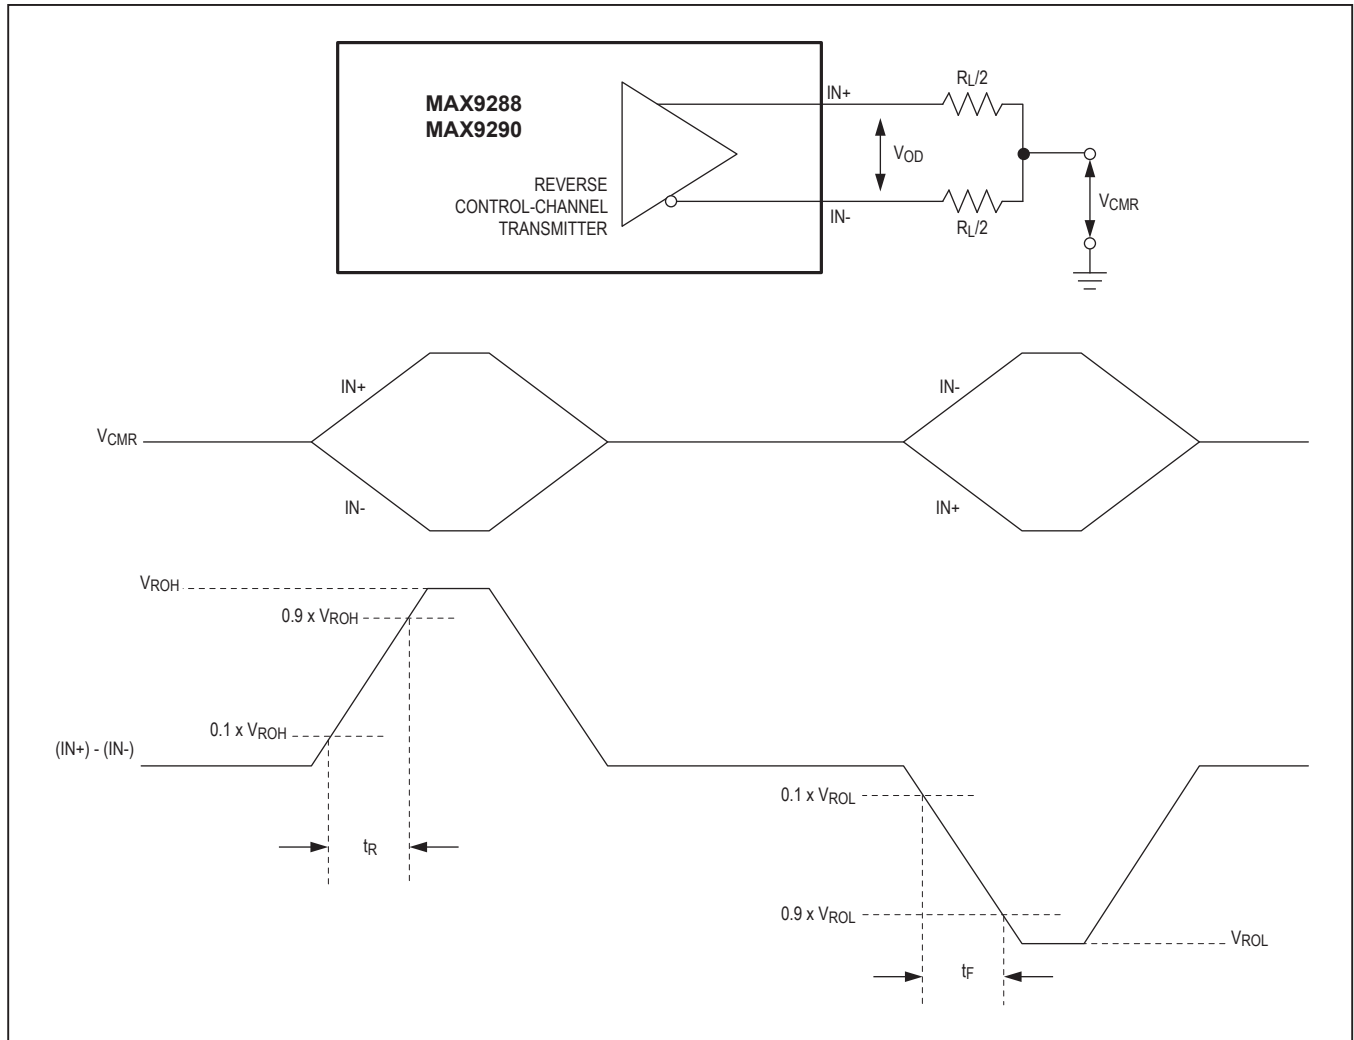 MAX9288
MAX9290
REVERSE
CONTROL-CHANNEL
TRANSMITTER
IN+
IN-
VOD
RL/2
RL/2
VCMR
VCMR
IN+
IN-
IN-
IN+
VROH
0.9 x VROH
0.1 x VROH
(IN+) - (IN-)
tR
0.1 x VROL
0.9 x VROL
VROL
tF